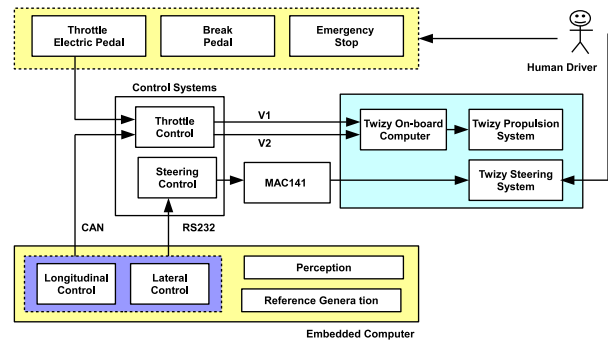 Throttle
Electric Pedal
Break
Pedal
Emergency
Stop
Human Driver
Control Systems
Throttle
Control
V1
V2
Twizy On-board
Computer
Twizy Propulsion
System
Steering
Control
MAC141
Twizy Steering
System
CAN
RS232
Longitudinal
Control
Lateral
Control
Perception
Reference Genera tion
Embedded Computer